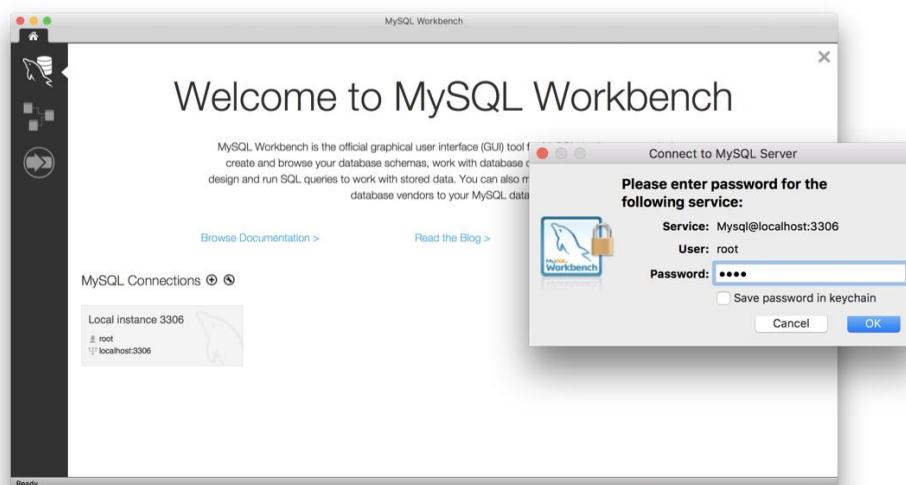 MySQL Workbench
Welcome to MySQL Workbench
MySQL Workbench is the official graphical user interface (GUI) tool
create and browse your database schemas, work with database
design and run SQL queries to work with stored data. You can also
database vendors to your MySQL
Browse Documentation >
Read the Blog >
MySQL Connections
Local instance 3306
root
localhost:3306
Ready
Connect to MySQL Server
Please enter password for the
following service:
Service: Mysql@localhost:3306
User: root
Password: ••••
Save password in keychain
Cancel
OK
MySQL
Workbench